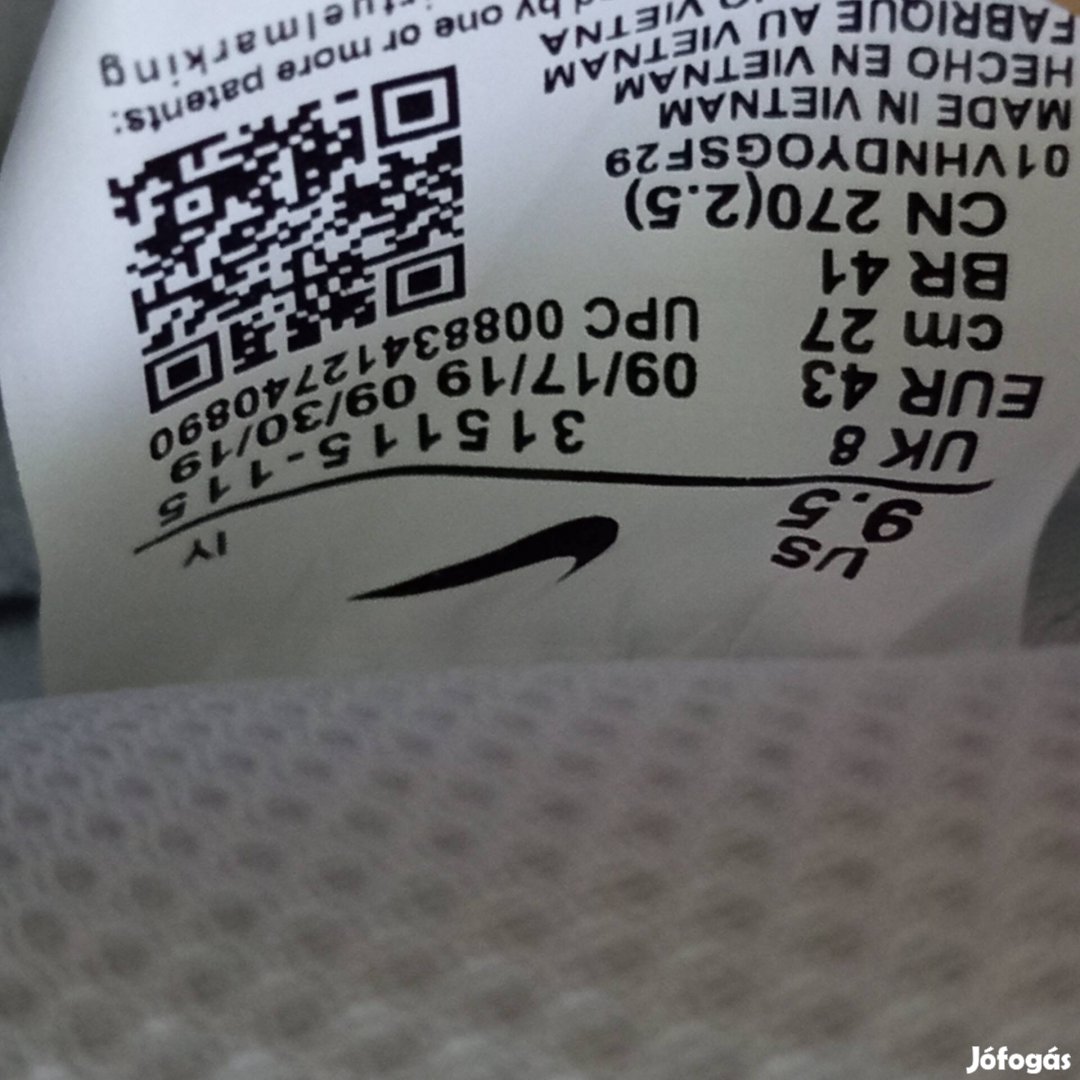 US
9.5
IY
UK 8
315115-115
EUR 43
09/17/19 09/30/19
cm 27
UPC 00883412740890
BR 41
CN 270(2.5)
01VHNDYOGSF29
MADE IN VIETNAM
HECHO EN VIETNAM
FABRIQUE AU VIETNAM
by one or more patents:
Jófogás